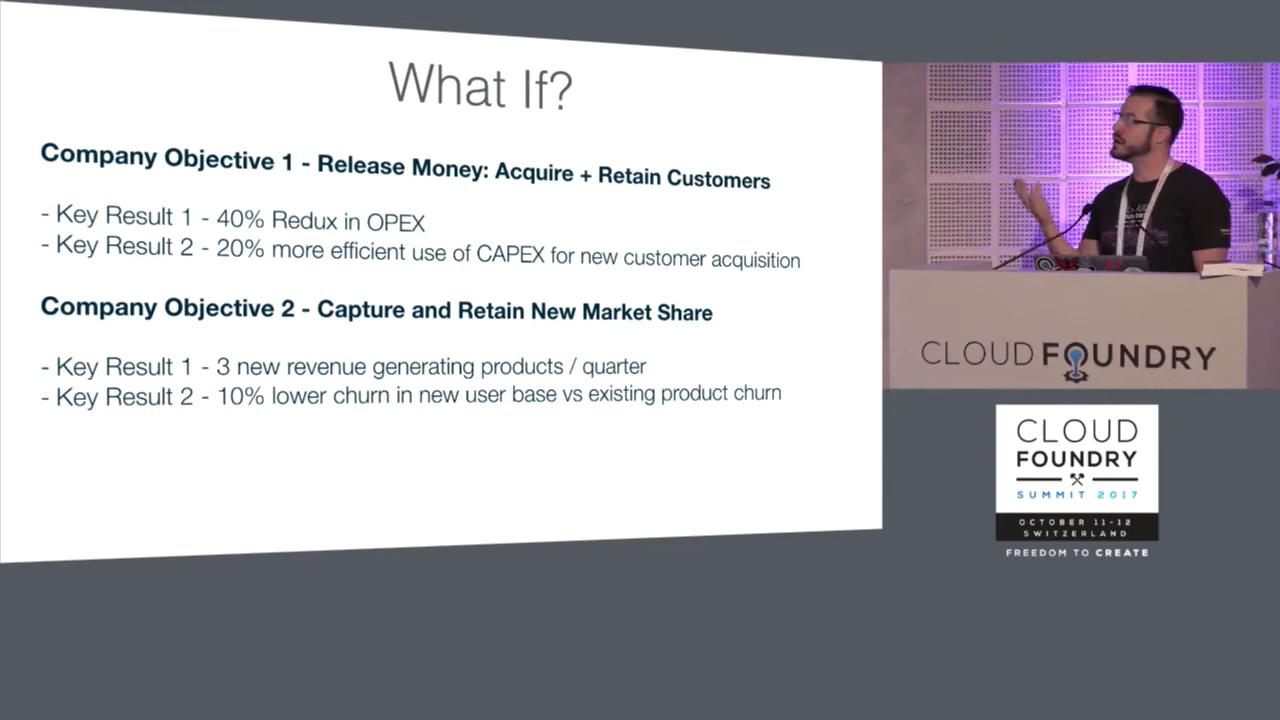 What If?
Company Objective 1 - Release Money: Acquire + Retain Customers
- Key Result 1 - 40% Redux in OPEX
- Key Result 2 - 20% more efficient use of CAPEX for new customer acquisition
Company Objective 2 - Capture and Retain New Market Share
- Key Result 1 - 3 new revenue generating products / quarter
- Key Result 2 - 10% lower churn in new user base vs existing product churn
CLOUD FOUNDRY
CLOUD
FOUNDRY
SUMMIT 2017
OCTOBER 11-12
SWITZERLAND
FREEDOM TO CREATE